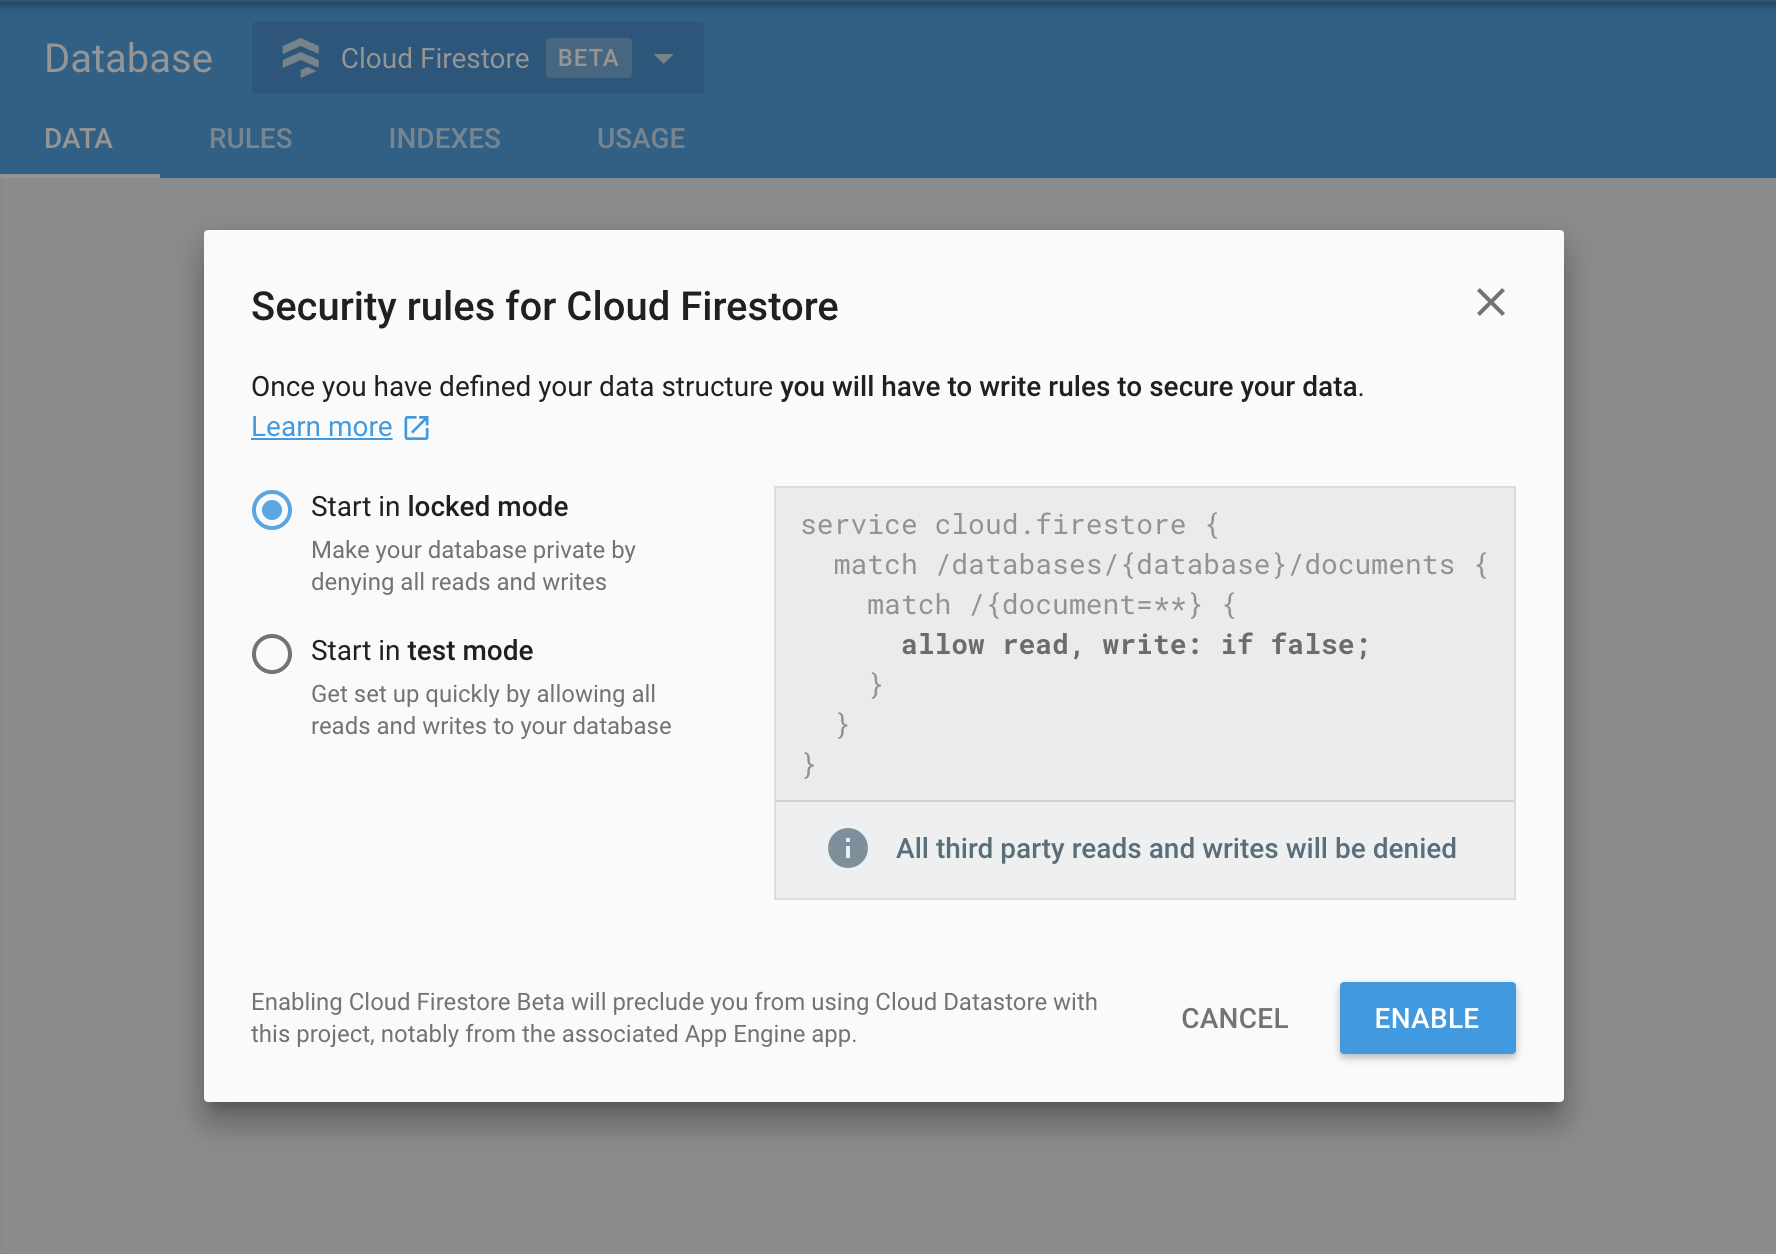 Database
Cloud Firestore BETA
DATA RULES INDEXES USAGE
Security rules for Cloud Firestore
Once you have defined your data structure you will have to write rules to secure your data.
Learn more
Start in locked mode
Make your database private by
denying all reads and writes
Start in test mode
Get set up quickly by allowing all
reads and writes to your database
service cloud.firestore {
  match /databases/{database}/documents {
    match /{document=**} {
      allow read, write: if false;
    }
  }
}
All third party reads and writes will be denied
Enabling Cloud Firestore Beta will preclude you from using Cloud Datastore with
this project, notably from the associated App Engine app.
CANCEL
ENABLE